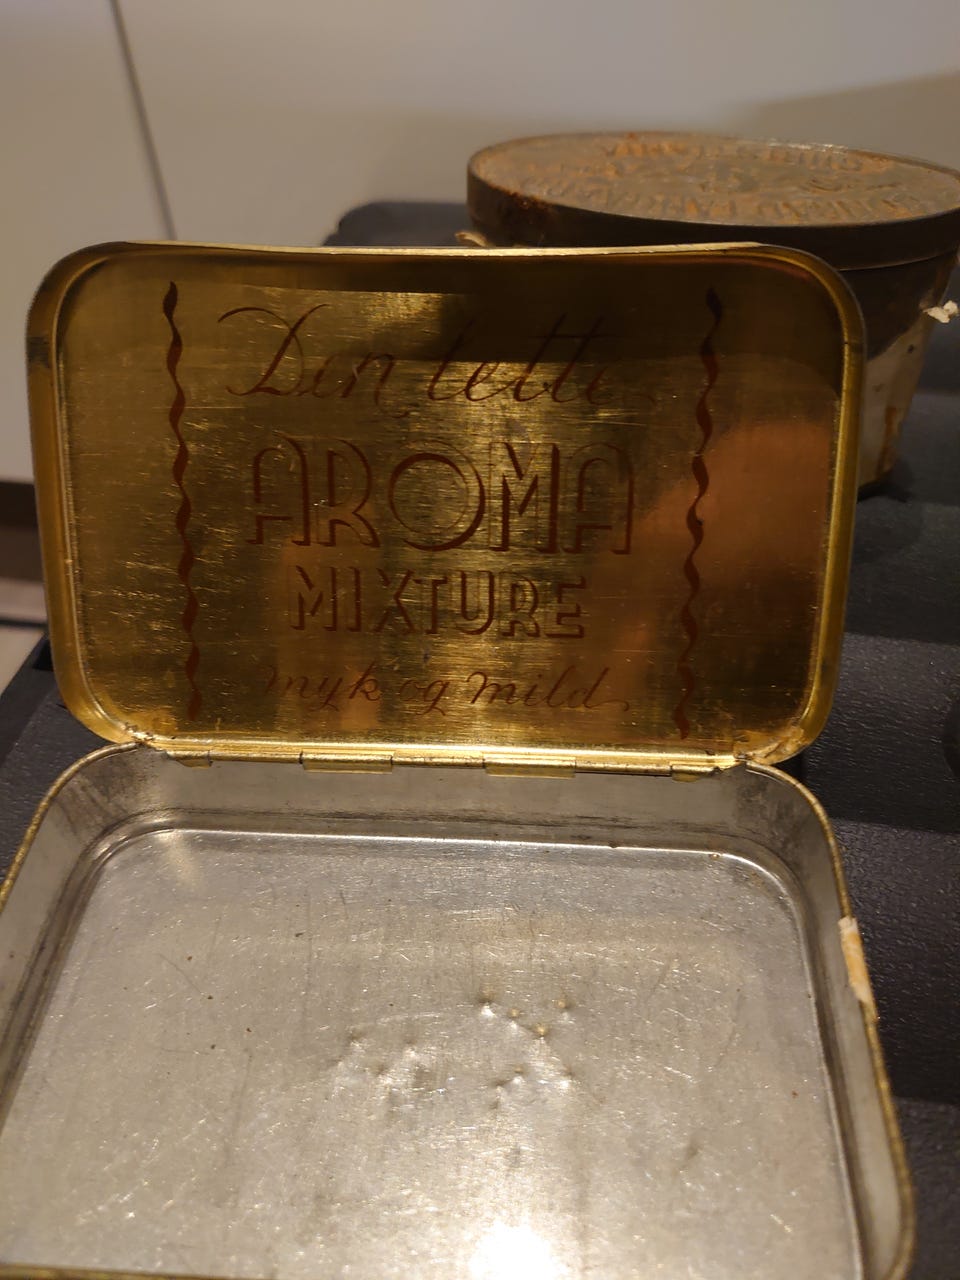 Den lette
AROMA
MIXTURE
myk og mild